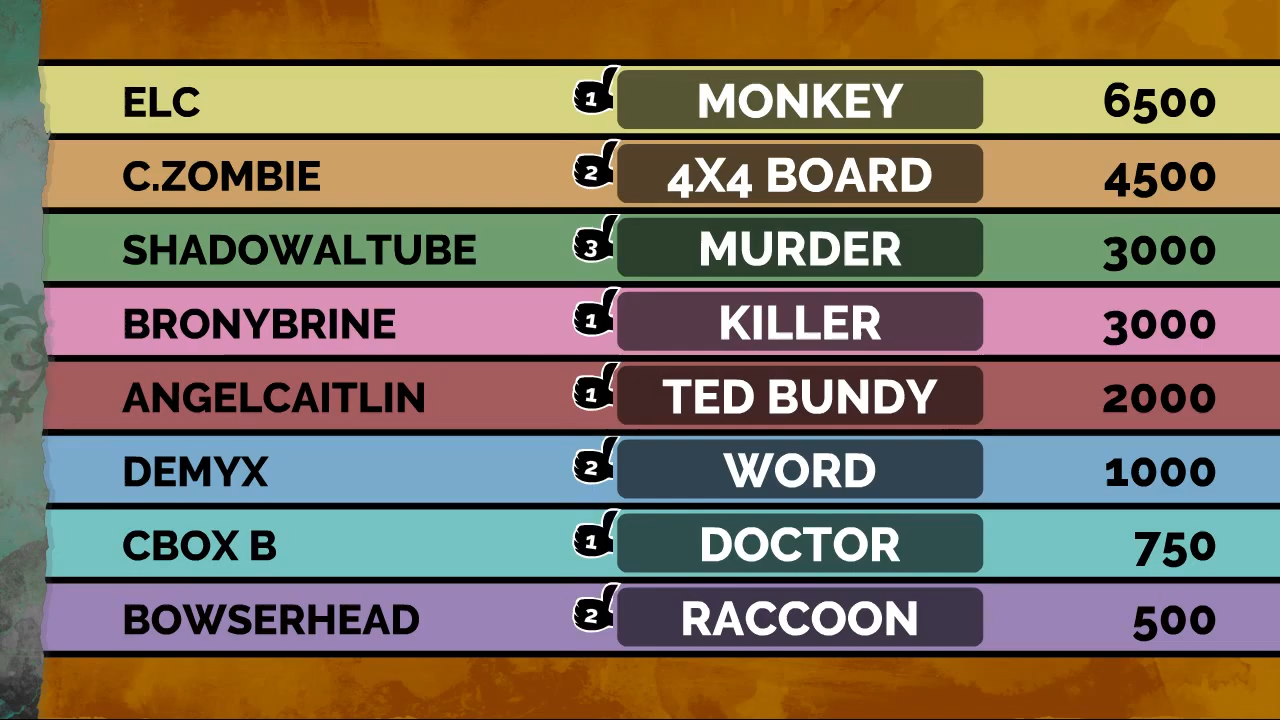 ELC 1 MONKEY 6500
C.ZOMBIE 2 4X4 BOARD 4500
SHADOWALTUBE 3 MURDER 3000
BRONYBRINE 1 KILLER 3000
ANGELCAITLIN 1 TED BUNDY 2000
DEMYX 2 WORD 1000
CBOX B 1 DOCTOR 750
BOWSERHEAD 2 RACCOON 500